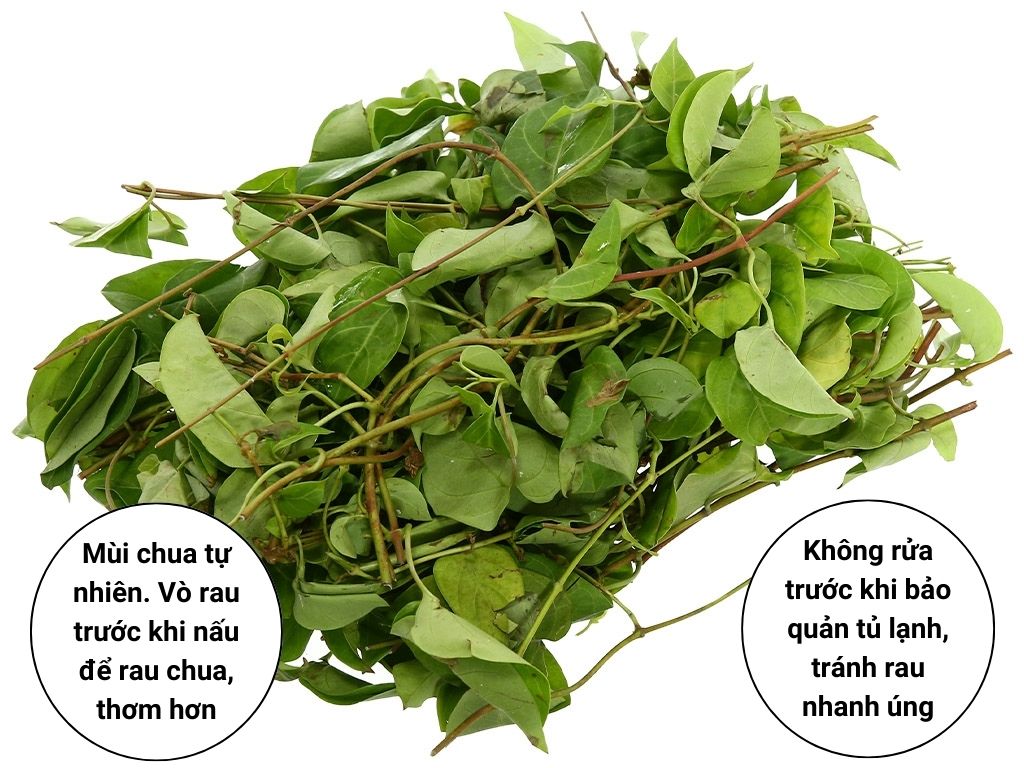 Mùi chua tự
nhiên. Vò rau
trước khi nấu
để rau chua,
thơm hơn
Không rửa
trước khi bảo
quản tủ lạnh,
tránh rau
nhanh úng